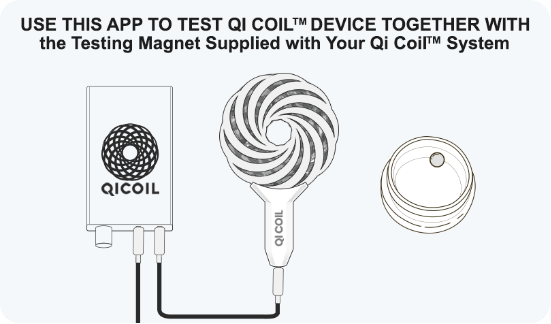 USE THIS APP TO TEST QI COIL™ DEVICE TOGETHER WITH
the Testing Magnet Supplied with Your Qi Coil™ System
QICOIL
QI COIL